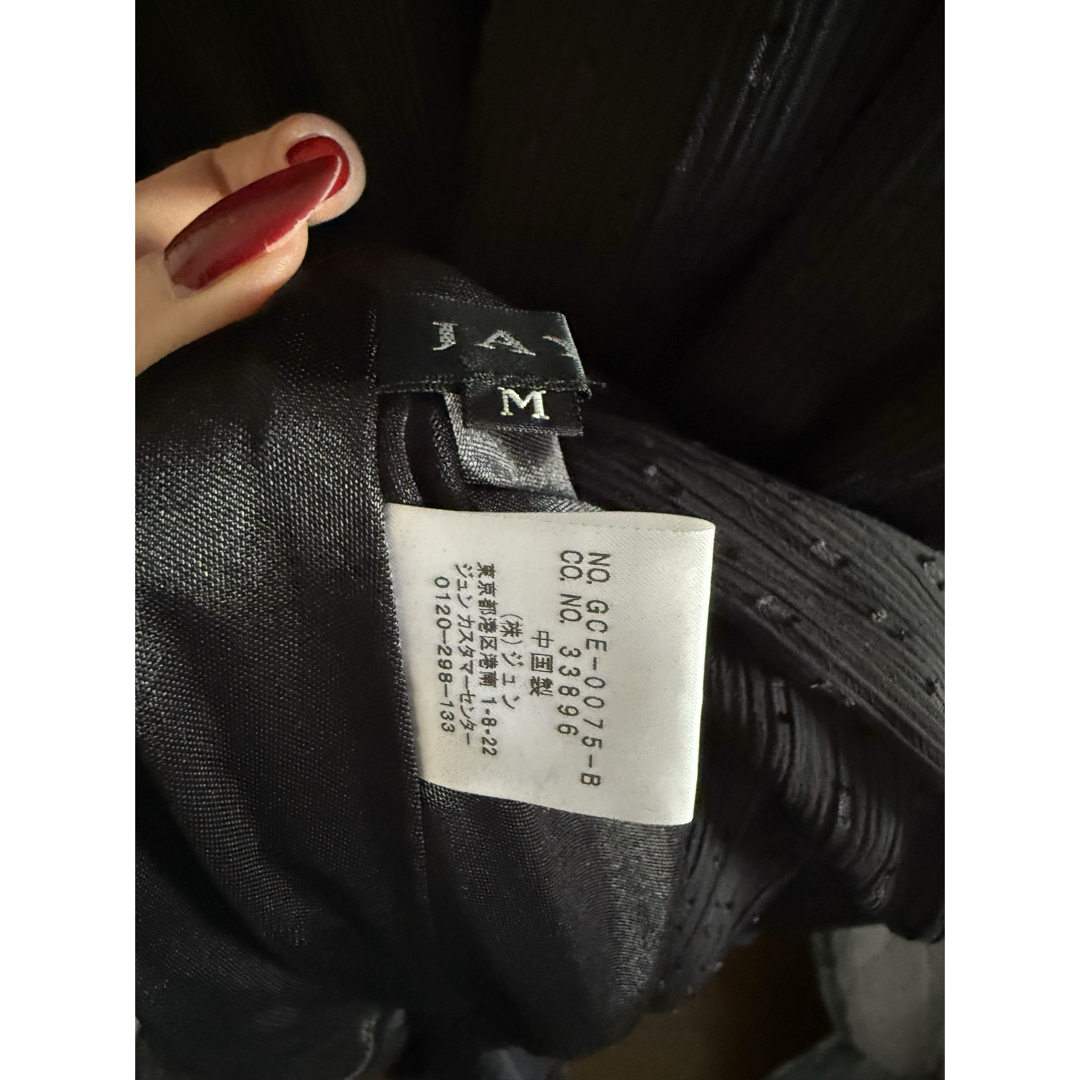 JAY
M
NO. GCE-0075-B
CO. NO. 33896
中国製
(株)ジュン
東京都港区港南 1-8-22
ジュン カスタマーセンター
0120-298-133